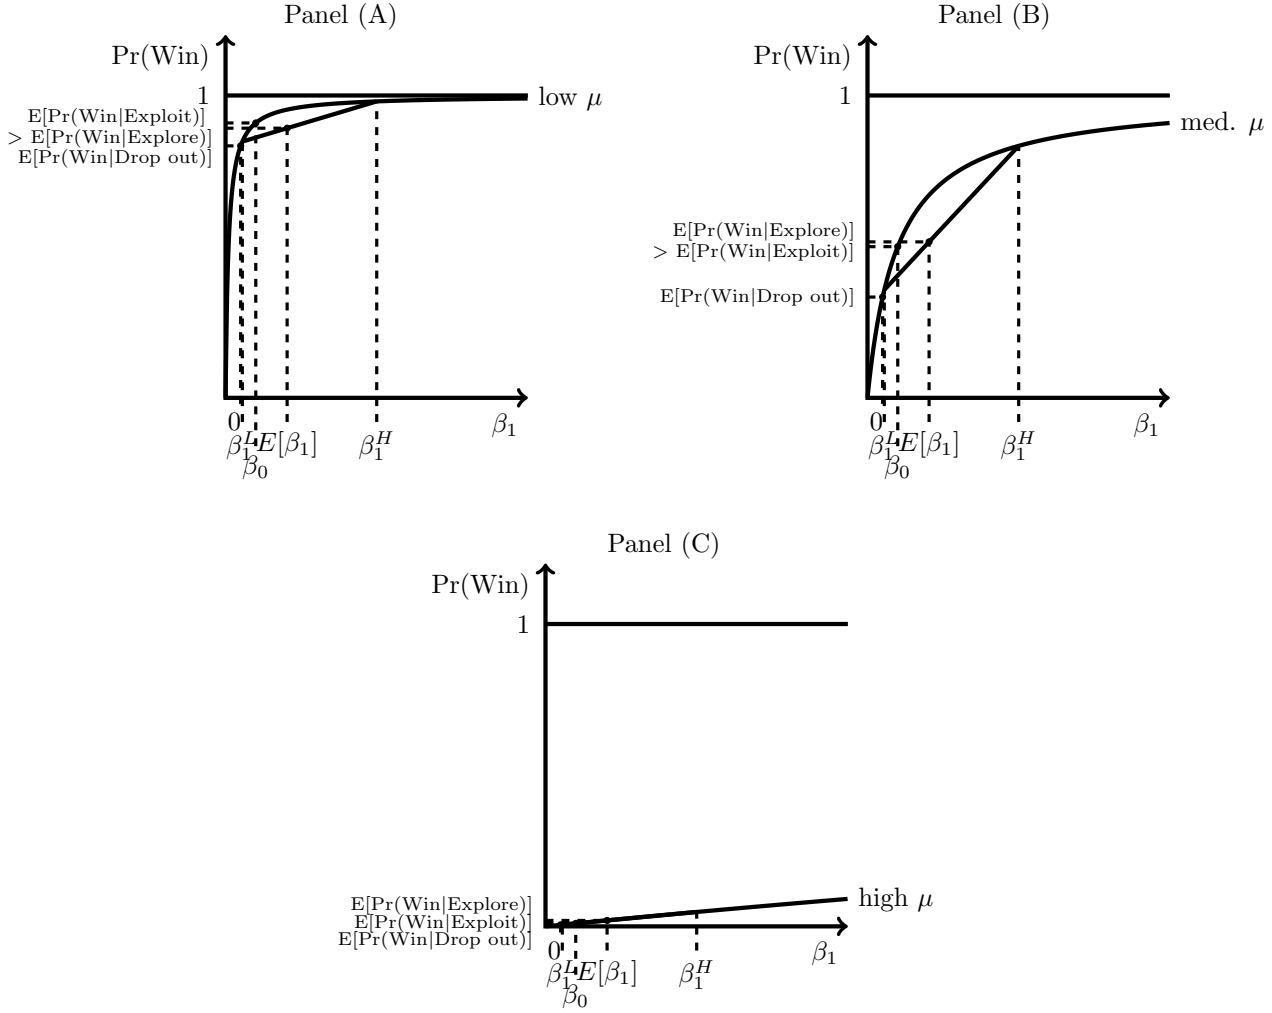 Panel (A)
Pr(Win)
1
E[Pr(Win|Exploit)]
> E[Pr(Win|Explore)]
E[Pr(Win|Drop out)]
low μ
0
β₁
β₁ᴸ
E[β₁]
β₁ᴴ
β₀
Panel (B)
Pr(Win)
1
med. μ
E[Pr(Win|Explore)]
> E[Pr(Win|Exploit)]
E[Pr(Win|Drop out)]
0
β₁
β₁ᴸ
E[β₁]
β₁ᴴ
β₀
Panel (C)
Pr(Win)
1
E[Pr(Win|Explore)]
E[Pr(Win|Exploit)]
E[Pr(Win|Drop out)]
high μ
0
β₁
β₁ᴸ
E[β₁]
β₁ᴴ
β₀